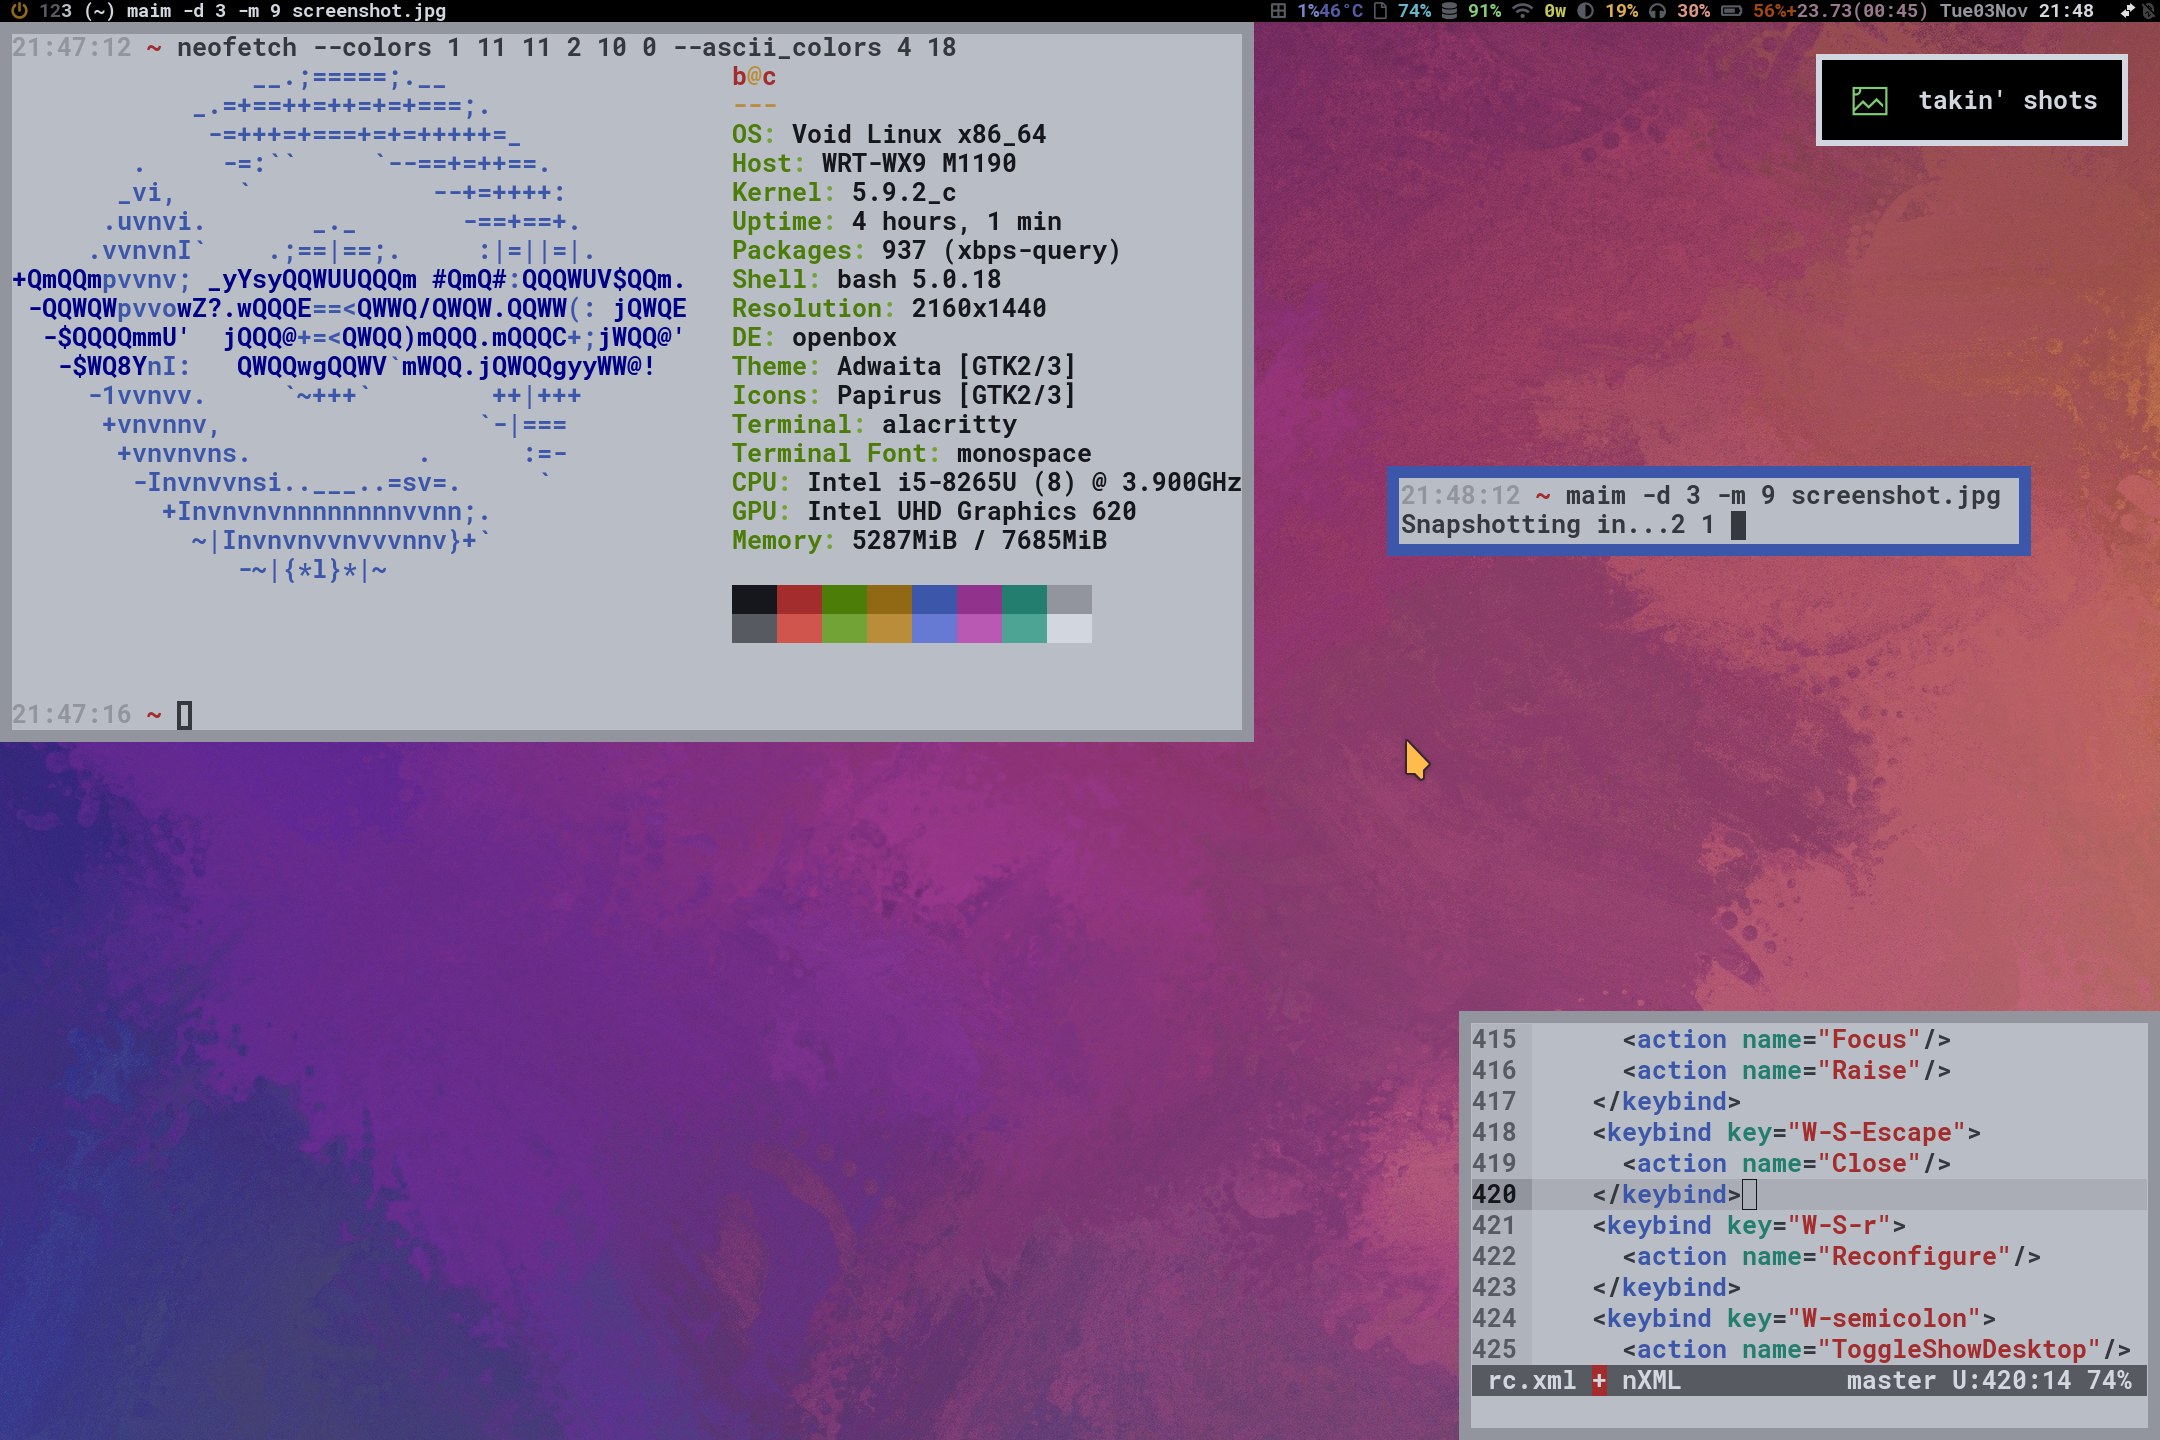 123 (~) maim -d 3 -m 9 screenshot.jpg
1%46°C 74% 91% 0w 19% 30% 56%+23.73(00:45) Tue03Nov 21:48
21:47:12 ~ neofetch --colors 1 11 11 2 10 0 --ascii_colors 4 18
__.;=====;.__
_.=+==++=++=+=+===;.
-=+++=+===+=+=+++++=_
. -=:`` `--==+=++==.
_vi, ` --+=++++:
.uvnvi. _._ -==+==+.
.vvnvnI` .;==|==;. :|=||=|.
+QmQQmpvvnv; _yYsyQQWUUQQQm #QmQ#:QQQWUV$QQm.
-QQWQWpvvowZ?.wQQQE==<QWWQ/QWQW.QQWW(: jQWQE
-$QQQQmmU' jQQQ@+=<QWQQ)mQQQ.mQQQC+;jWQQ@'
-$WQ8YnI: QWQQwgQQWV`mWQQ.jQWQQgyyWW@!
-1vvnvv. `~+++` ++|+++
+vnvnnv, `-|===
+vnvnvns. . :=-
-Invnvvnsi..___..=sv=. `
+Invnvnvnnnnnnnnvvnn;.
~|Invnvnvvnvvvnnv}+`
-~|{*l}*|~
b@c
---
OS: Void Linux x86_64
Host: WRT-WX9 M1190
Kernel: 5.9.2_c
Uptime: 4 hours, 1 min
Packages: 937 (xbps-query)
Shell: bash 5.0.18
Resolution: 2160x1440
DE: openbox
Theme: Adwaita [GTK2/3]
Icons: Papirus [GTK2/3]
Terminal: alacritty
Terminal Font: monospace
CPU: Intel i5-8265U (8) @ 3.900GHz
GPU: Intel UHD Graphics 620
Memory: 5287MiB / 7685MiB
21:47:16 ~
takin' shots
21:48:12 ~ maim -d 3 -m 9 screenshot.jpg
Snapshotting in...2 1
415 <action name="Focus"/>
416 <action name="Raise"/>
417 </keybind>
418 <keybind key="W-S-Escape">
419 <action name="Close"/>
420 </keybind>
421 <keybind key="W-S-r">
422 <action name="Reconfigure"/>
423 </keybind>
424 <keybind key="W-semicolon">
425 <action name="ToggleShowDesktop"/>
rc.xml + nXML master U:420:14 74%